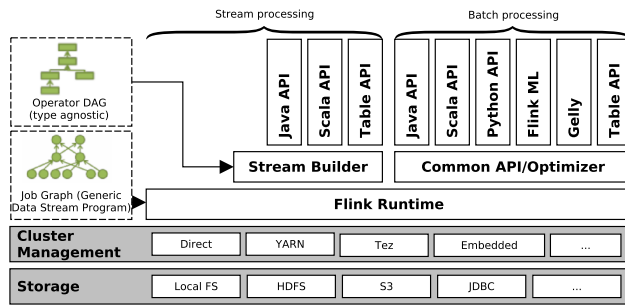 Stream processing
Batch processing
Operator DAG
(type agnostic)
Java API
Scala API
Table API
Java API
Scala API
Python API
Flink ML
Gelly
Table API
Stream Builder
Common API/Optimizer
Job Graph (Generic
Data Stream Program)
Flink Runtime
Cluster
Management
Direct
YARN
Tez
Embedded
...
Storage
Local FS
HDFS
S3
JDBC
...